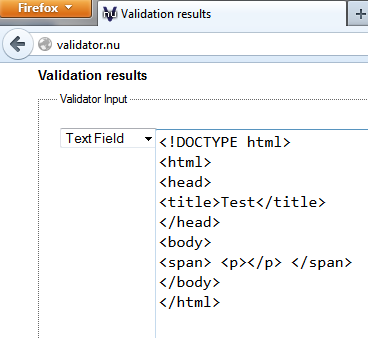 Firefox
Validation results
validator.nu
Validation results
Validator Input
Text Field
<!DOCTYPE html>
<html>
<head>
<title>Test</title>
</head>
<body>
<span> <p></p> </span>
</body>
</html>